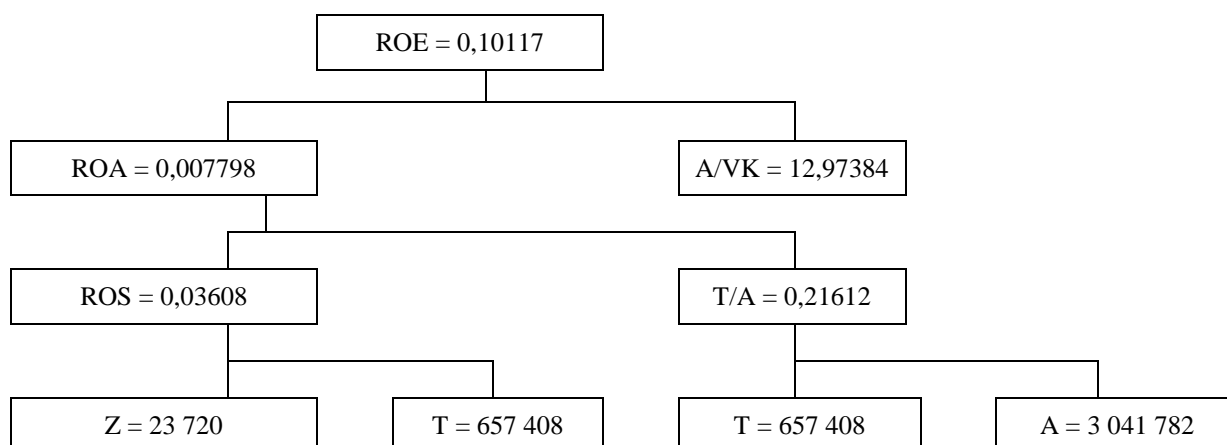 ROE = 0,10117
ROA = 0,007798
A/VK = 12,97384
ROS = 0,03608
T/A = 0,21612
Z = 23 720
T = 657 408
T = 657 408
A = 3 041 782